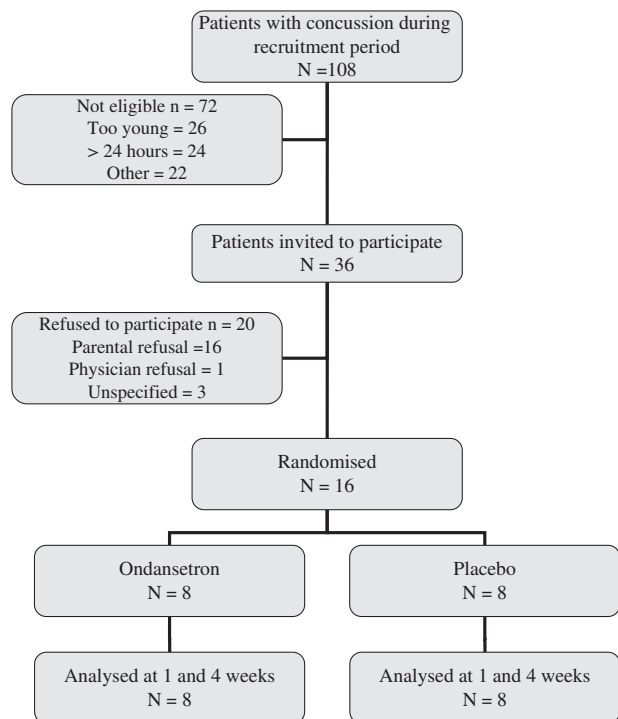 Patients with concussion during
recruitment period
N =108
Not eligible n = 72
Too young = 26
> 24 hours = 24
Other = 22
Patients invited to participate
N = 36
Refused to participate n = 20
Parental refusal =16
Physician refusal = 1
Unspecified = 3
Randomised
N = 16
Ondansetron
N = 8
Placebo
N = 8
Analysed at 1 and 4 weeks
N = 8
Analysed at 1 and 4 weeks
N = 8